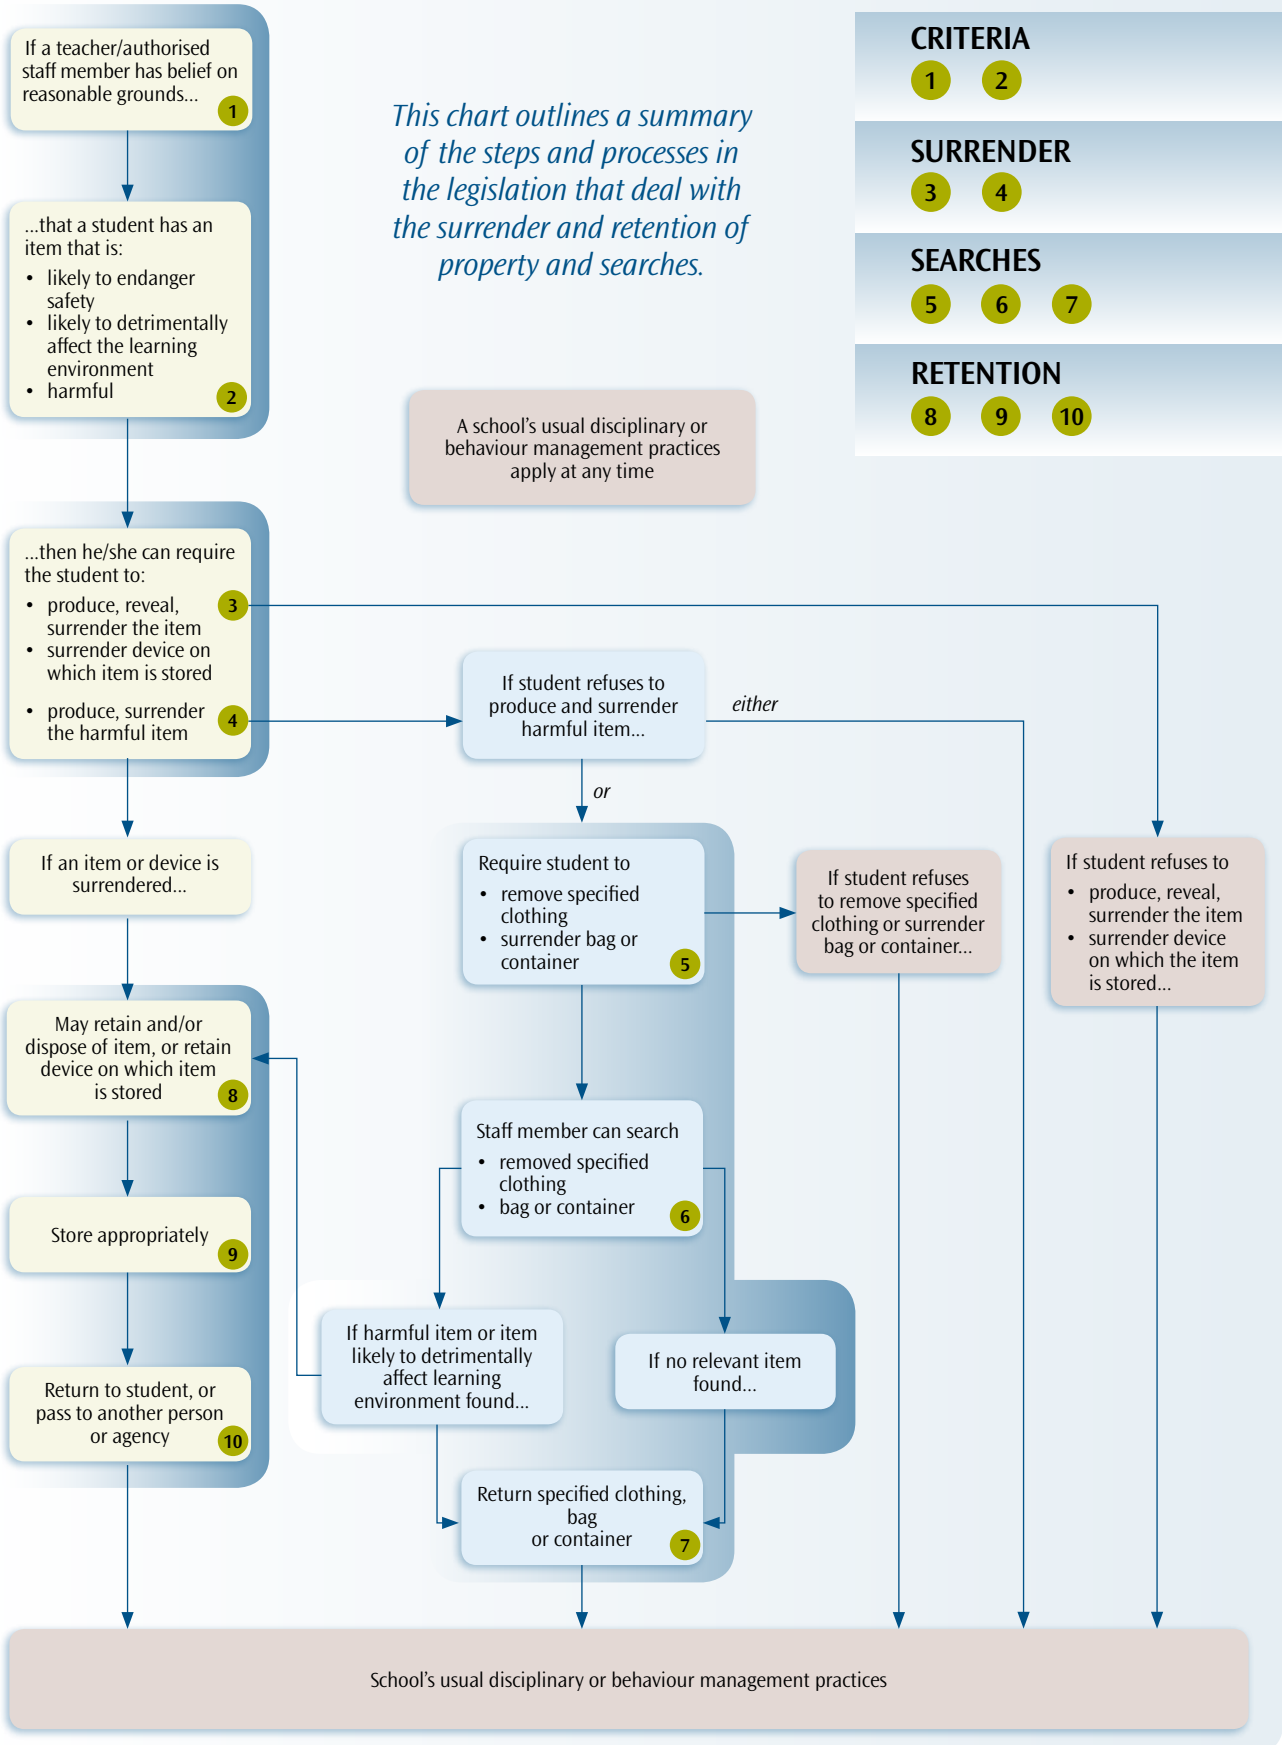 If a teacher/authorised
staff member has belief on
reasonable grounds...
1
...that a student has an
item that is:
• likely to endanger
safety
• likely to detrimentally
affect the learning
environment
• harmful
2
This chart outlines a summary
of the steps and processes in
the legislation that deal with
the surrender and retention of
property and searches.
CRITERIA
1 2
SURRENDER
3 4
SEARCHES
5 6 7
RETENTION
8 9 10
A school's usual disciplinary or
behaviour management practices
apply at any time
...then he/she can require
the student to:
• produce, reveal,
surrender the item
3
• surrender device on
which item is stored
• produce, surrender
the harmful item
4
If student refuses to
produce and surrender
harmful item...
either
or
If an item or device is
surrendered...
Require student to
• remove specified
clothing
• surrender bag or
container
5
If student refuses
to remove specified
clothing or surrender
bag or container...
If student refuses to
• produce, reveal,
surrender the item
• surrender device
on which the item
is stored...
May retain and/or
dispose of item, or retain
device on which item
is stored
8
Staff member can search
• removed specified
clothing
• bag or container
6
Store appropriately
9
If harmful item or item
likely to detrimentally
affect learning
environment found...
If no relevant item
found...
Return to student, or
pass to another person
or agency
10
Return specified clothing,
bag
or container
7
School's usual disciplinary or behaviour management practices